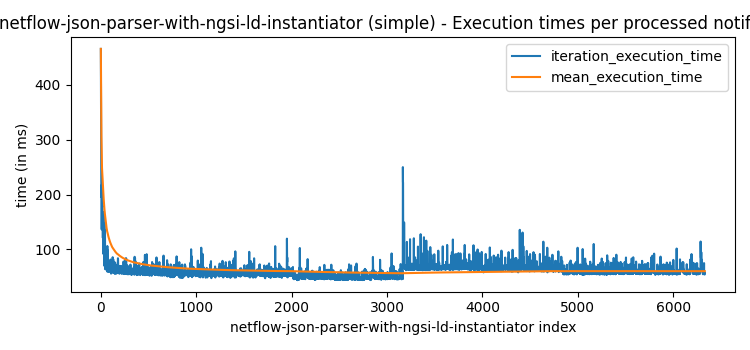 netflow-json-parser-with-ngsi-ld-instantiator (simple) - Execution times per processed notif
iteration_execution_time
mean_execution_time
time (in ms)
400
300
200
100
0 1000 2000 3000 4000 5000 6000
netflow-json-parser-with-ngsi-ld-instantiator index